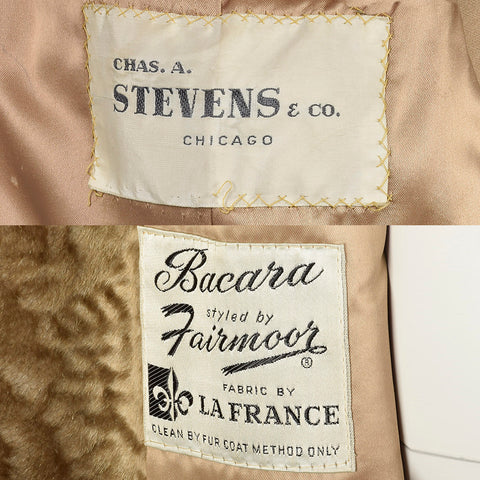 CHAS. A.
STEVENS & CO.
CHICAGO
Bacara
styled by
Fairmoor ®
FABRIC BY
LA FRANCE
CLEAN BY FUR COAT METHOD ONLY